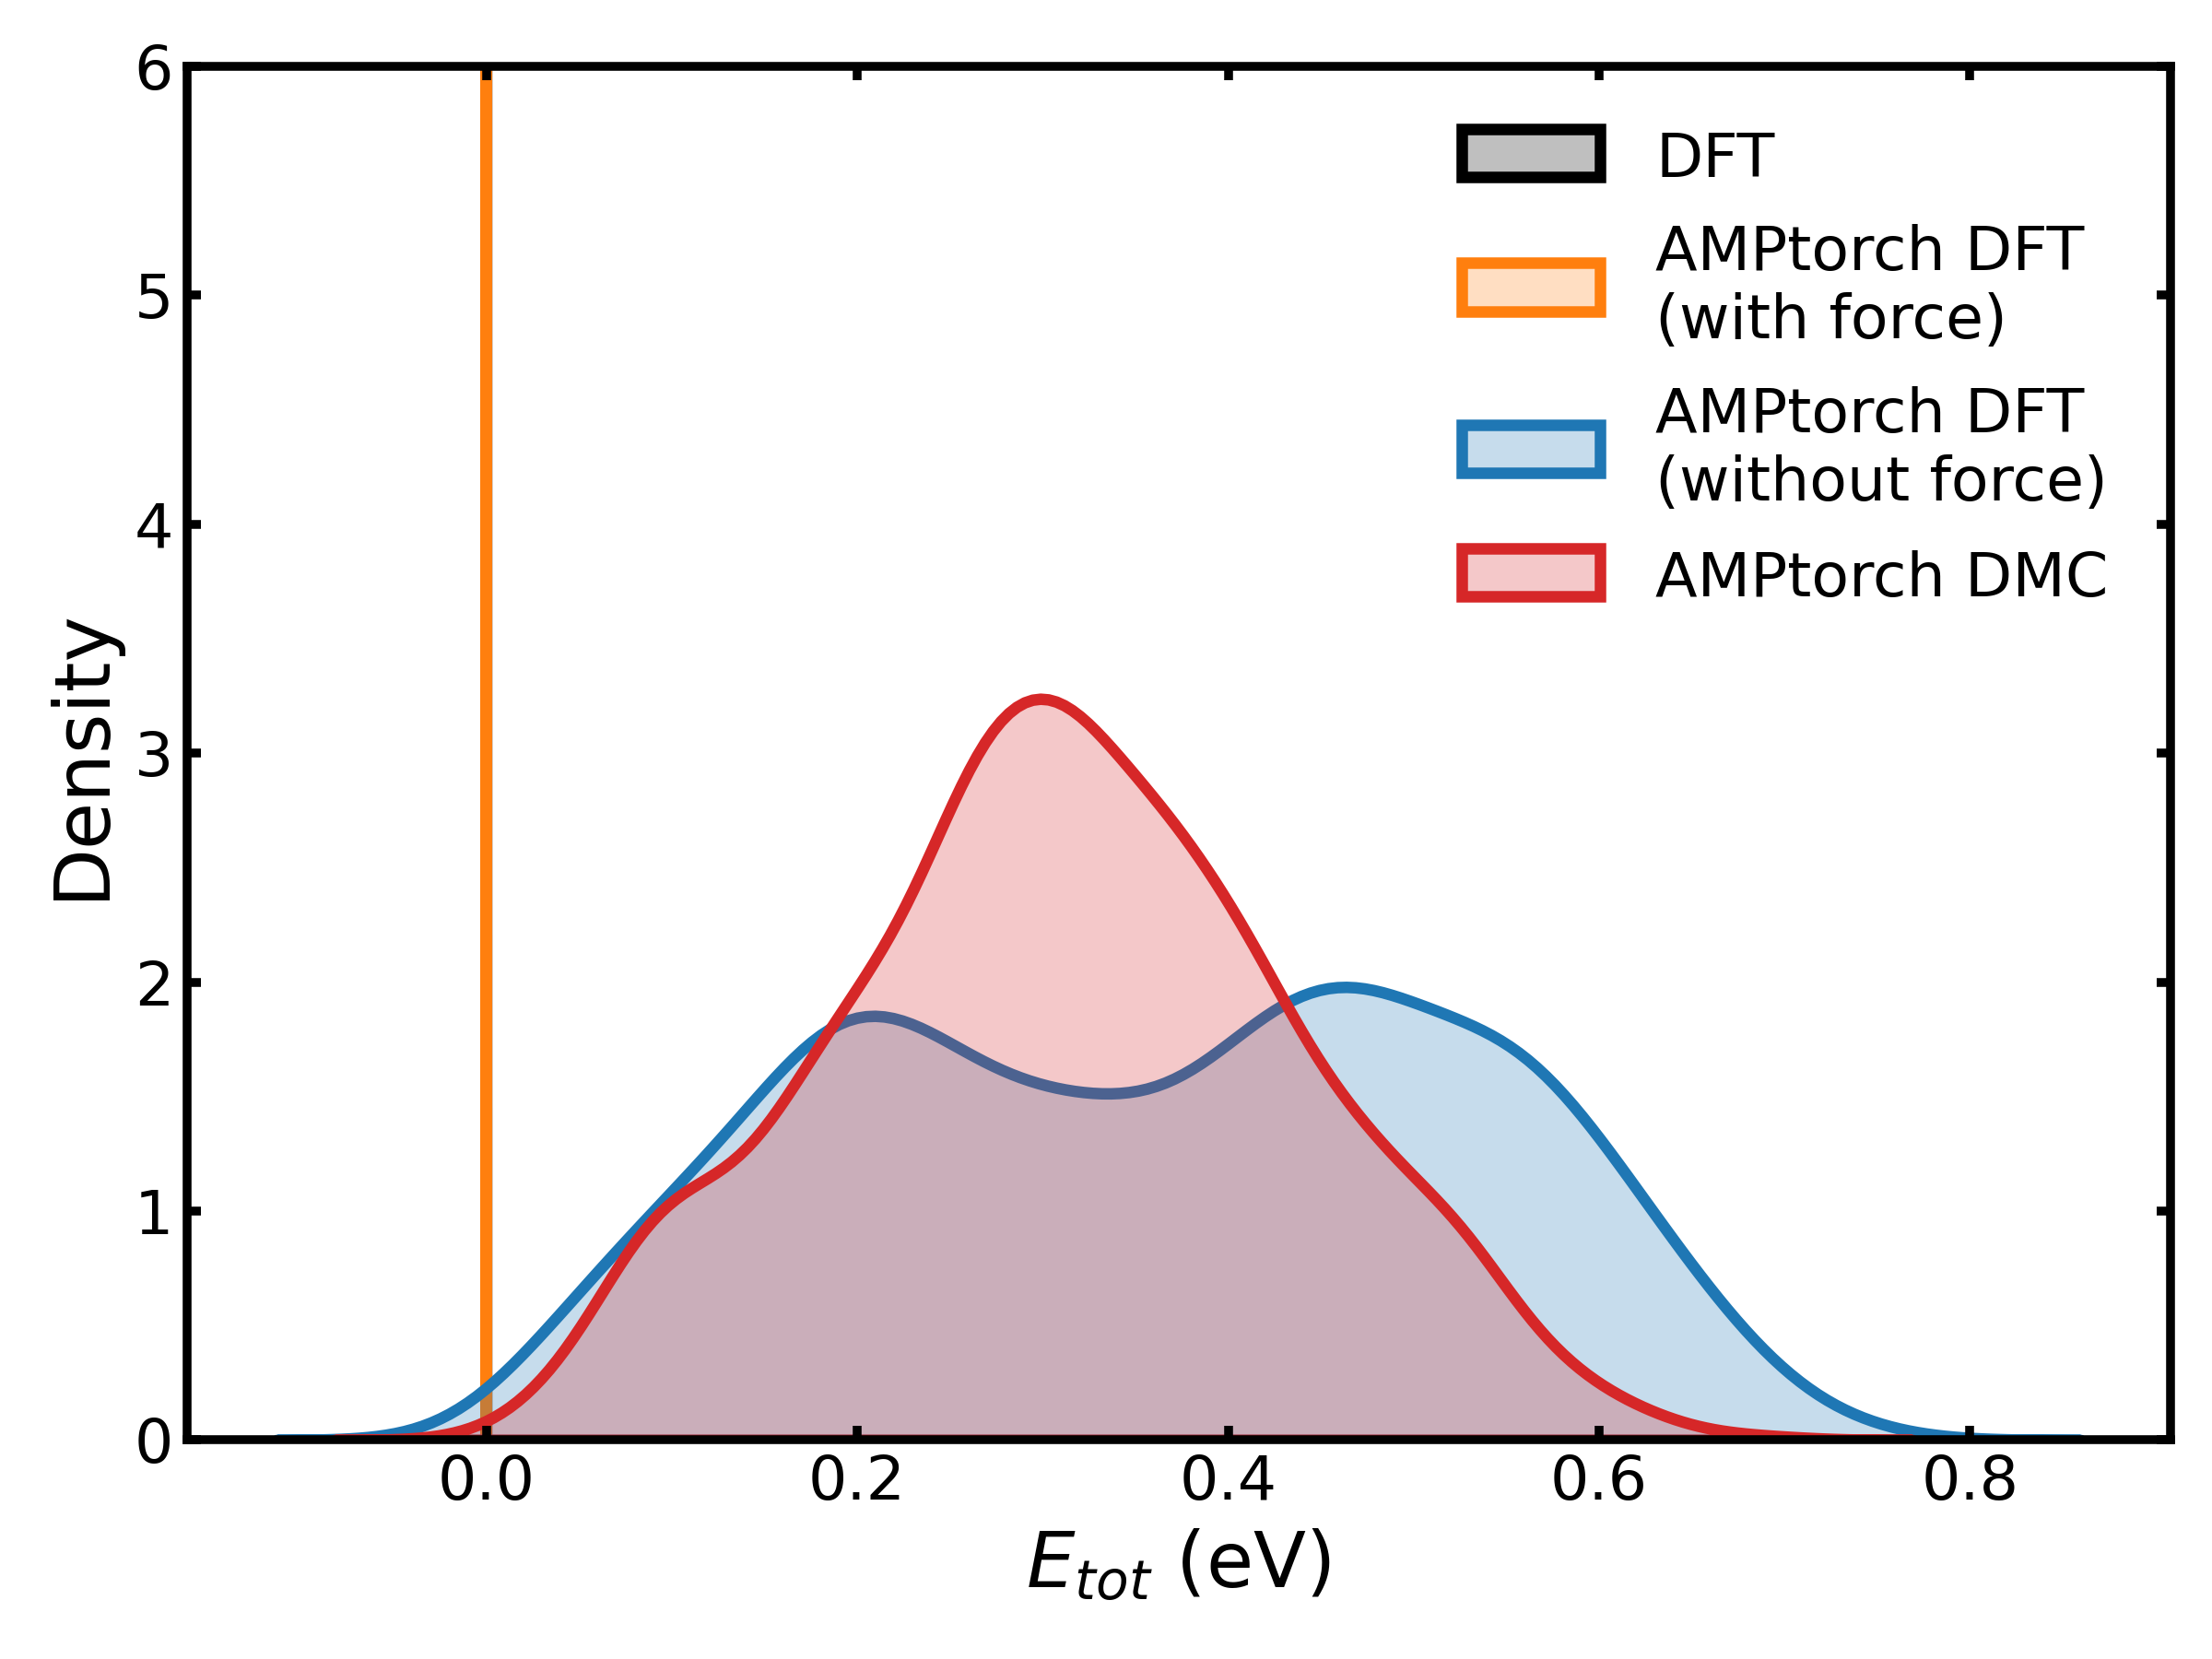 6
5
4
3
2
1
0
Density
DFT
AMPtorch DFT
(with force)
AMPtorch DFT
(without force)
AMPtorch DMC
0.0 0.2 0.4 0.6 0.8
E_tot (eV)